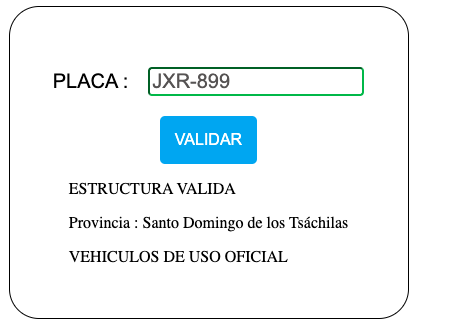 PLACA : JXR-899
VALIDAR
ESTRUCTURA VALIDA
Provincia : Santo Domingo de los Tsáchilas
VEHICULOS DE USO OFICIAL